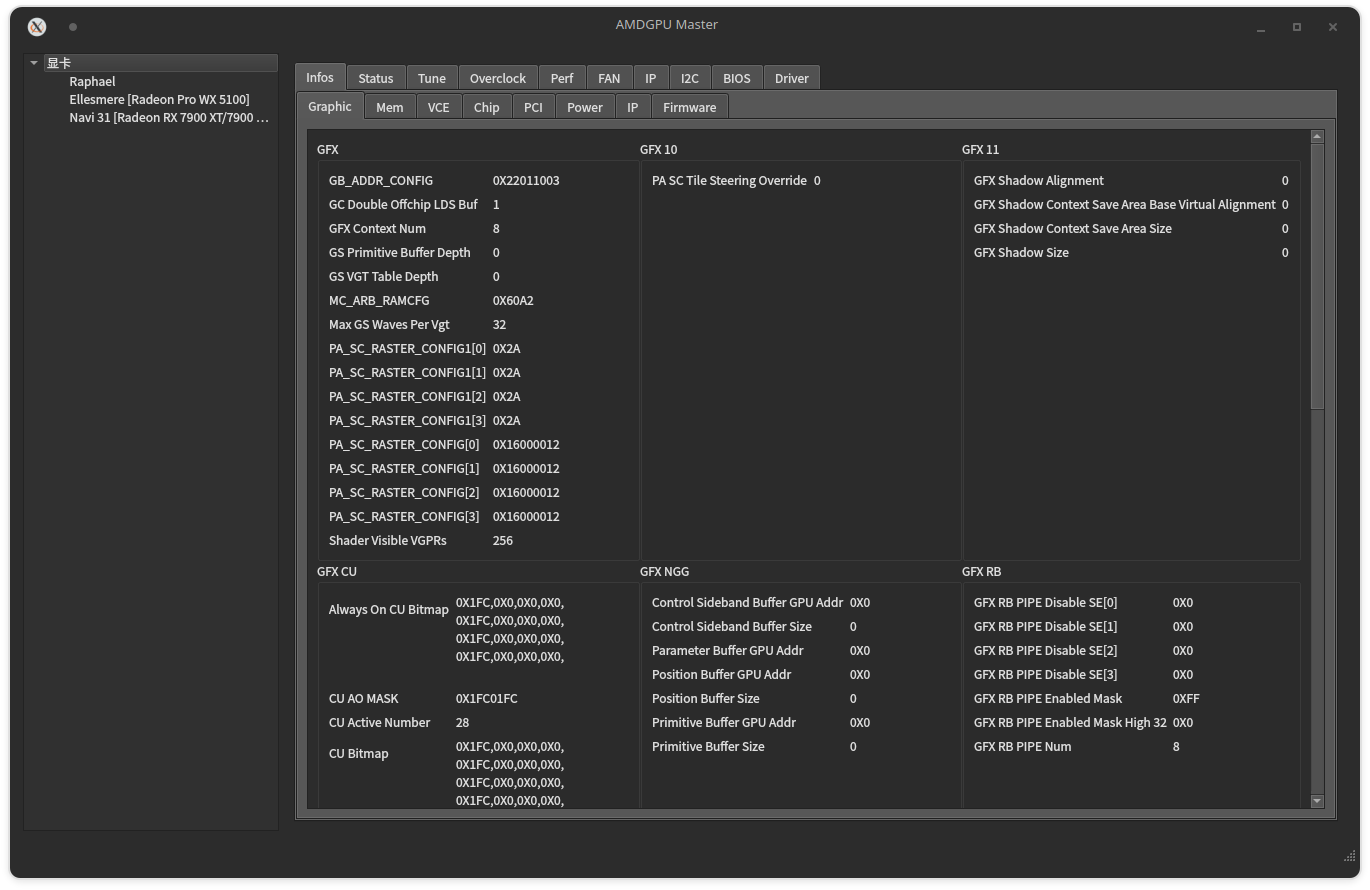 AMDGPU Master
显卡
Raphael
Ellesmere [Radeon Pro WX 5100]
Navi 31 [Radeon RX 7900 XT/7900 ...
Infos Status Tune Overclock Perf FAN IP I2C BIOS Driver
Graphic Mem VCE Chip PCI Power IP Firmware
GFX
GB_ADDR_CONFIG 0X22011003
GC Double Offchip LDS Buf 1
GFX Context Num 8
GS Primitive Buffer Depth 0
GS VGT Table Depth 0
MC_ARB_RAMCFG 0X60A2
Max GS Waves Per Vgt 32
PA_SC_RASTER_CONFIG1[0] 0X2A
PA_SC_RASTER_CONFIG1[1] 0X2A
PA_SC_RASTER_CONFIG1[2] 0X2A
PA_SC_RASTER_CONFIG1[3] 0X2A
PA_SC_RASTER_CONFIG[0] 0X16000012
PA_SC_RASTER_CONFIG[1] 0X16000012
PA_SC_RASTER_CONFIG[2] 0X16000012
PA_SC_RASTER_CONFIG[3] 0X16000012
Shader Visible VGPRs 256
GFX 10
PA SC Tile Steering Override 0
GFX 11
GFX Shadow Alignment 0
GFX Shadow Context Save Area Base Virtual Alignment 0
GFX Shadow Context Save Area Size 0
GFX Shadow Size 0
GFX CU
Always On CU Bitmap 0X1FC,0X0,0X0,0X0,
0X1FC,0X0,0X0,0X0,
0X1FC,0X0,0X0,0X0,
0X1FC,0X0,0X0,0X0,
CU AO MASK 0X1FC01FC
CU Active Number 28
CU Bitmap 0X1FC,0X0,0X0,0X0,
0X1FC,0X0,0X0,0X0,
0X1FC,0X0,0X0,0X0,
0X1FC,0X0,0X0,0X0,
GFX NGG
Control Sideband Buffer GPU Addr 0X0
Control Sideband Buffer Size 0
Parameter Buffer GPU Addr 0X0
Position Buffer GPU Addr 0X0
Position Buffer Size 0
Primitive Buffer GPU Addr 0X0
Primitive Buffer Size 0
GFX RB
GFX RB PIPE Disable SE[0] 0X0
GFX RB PIPE Disable SE[1] 0X0
GFX RB PIPE Disable SE[2] 0X0
GFX RB PIPE Disable SE[3] 0X0
GFX RB PIPE Enabled Mask 0XFF
GFX RB PIPE Enabled Mask High 32 0X0
GFX RB PIPE Num 8